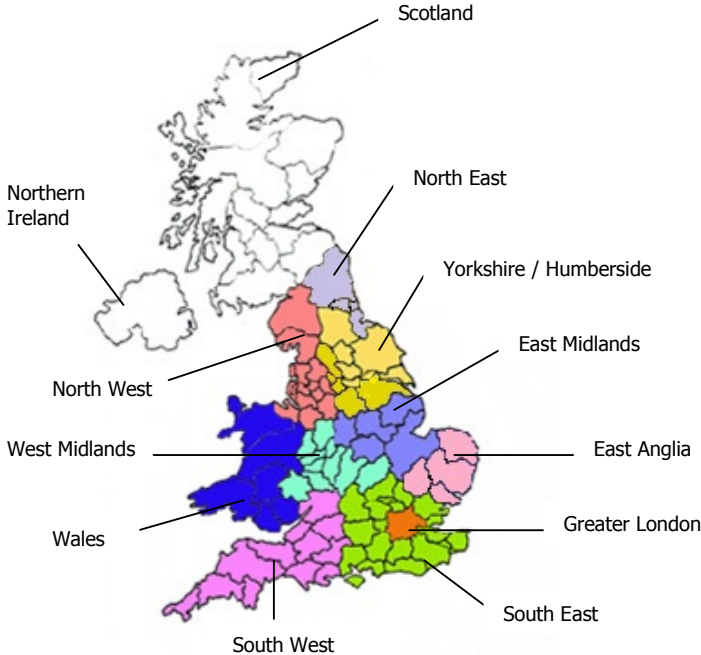 Scotland
North East
Northern
Ireland
Yorkshire / Humberside
East Midlands
North West
West Midlands
East Anglia
Greater London
Wales
South East
South West